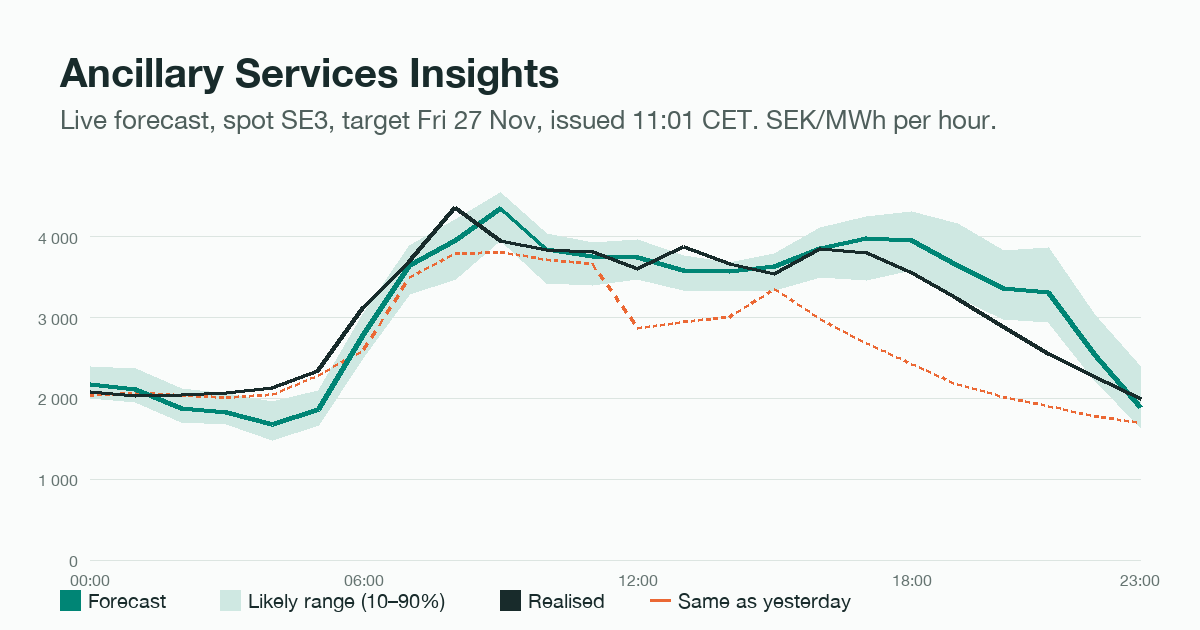 Ancillary Services Insights
Live forecast, spot SE3, target Fri 27 Nov, issued 11:01 CET. SEK/MWh per hour.
4 000
3 000
2 000
1 000
0
00:00 06:00 12:00 18:00 23:00
Forecast Likely range (10–90%) Realised Same as yesterday